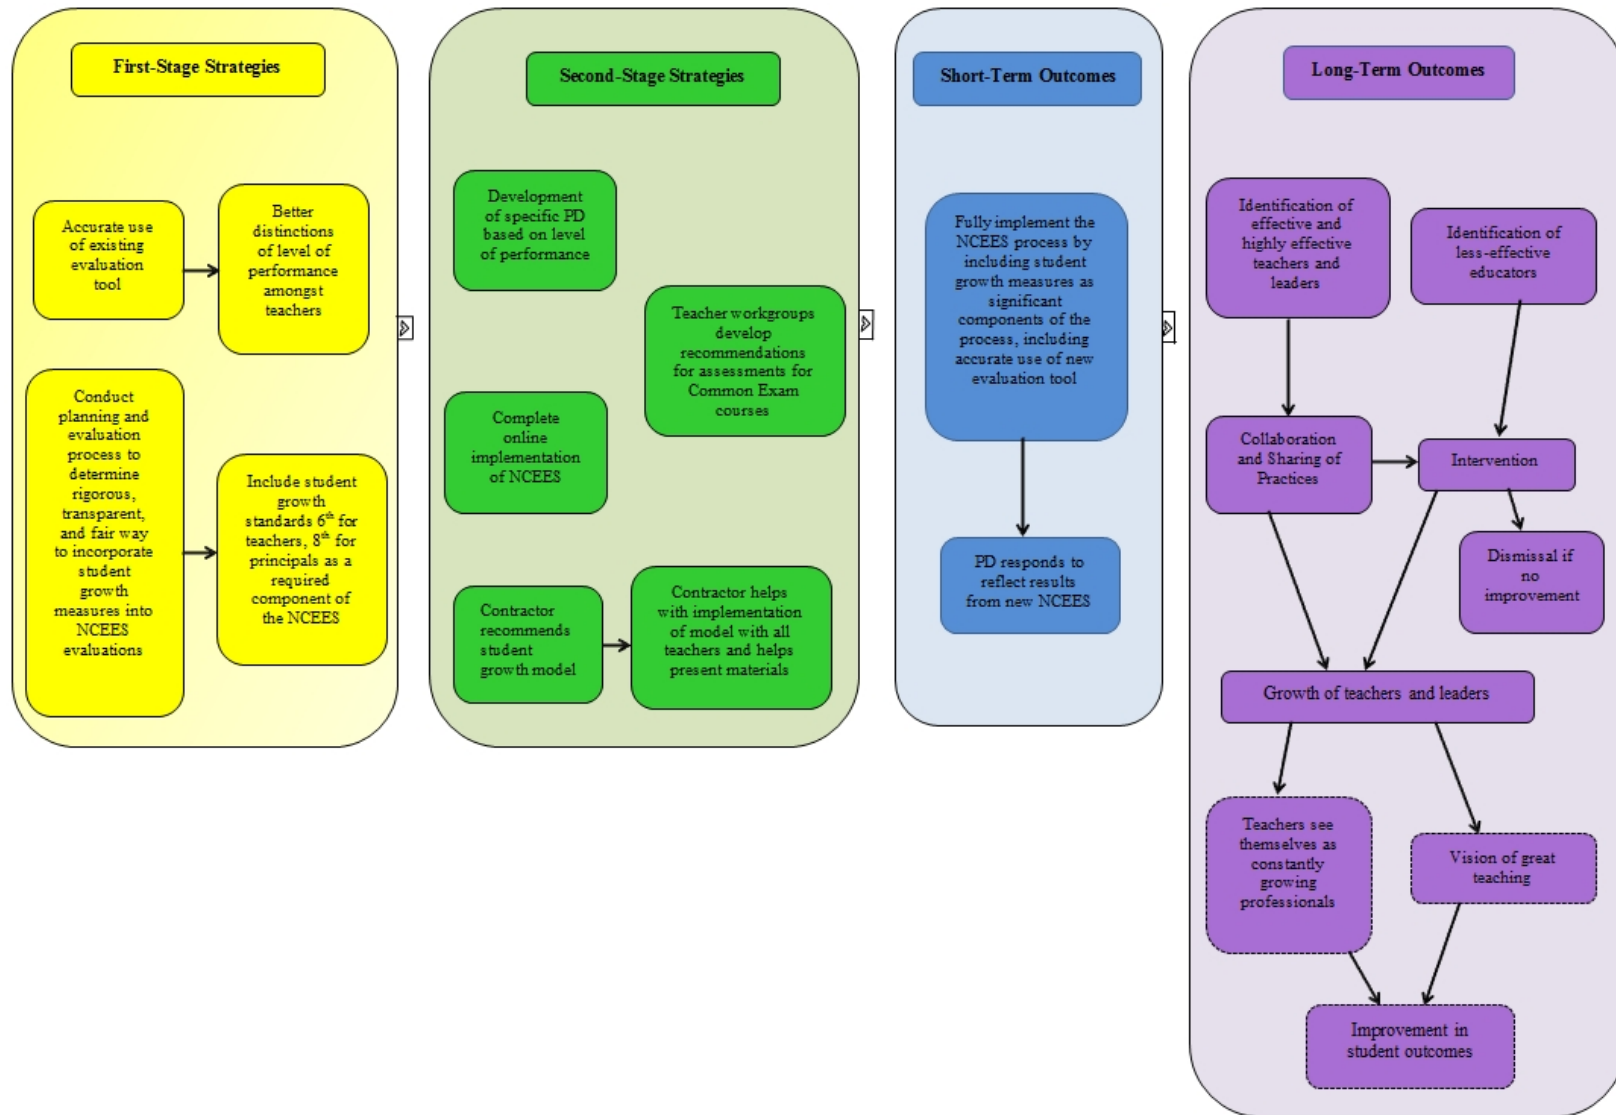 First-Stage Strategies
Accurate use
of existing
evaluation
tool
Better
distinctions
of level of
performance
amongst
teachers
Conduct
planning and
evaluation
process to
determine
rigorous,
transparent,
and fair way
to incorporate
student
growth
measures into
NCEES
evaluations
Include student
growth
standards 6th for
teachers, 8th for
principals as a
required
component of
the NCEES
Second-Stage Strategies
Development
of specific PD
based on level
of performance
Teacher workgroups
develop
recommendations
for assessments for
Common Exam
courses
Complete
online
implementation
of NCEES
Contractor
recommends
student
growth model
Contractor helps
with implementation
of model with all
teachers and helps
present materials
Short-Term Outcomes
Fully implement the
NCEES process by
including student
growth measures as
significant
components of the
process, including
accurate use of new
evaluation tool
PD responds to
reflect results
from new NCEES
Long-Term Outcomes
Identification of
effective and
highly effective
teachers and
leaders
Identification of
less-effective
educators
Collaboration
and Sharing of
Practices
Intervention
Dismissal if
no
improvement
Growth of teachers and leaders
Teachers see
themselves as
constantly
growing
professionals
Vision of great
teaching
Improvement in
student outcomes